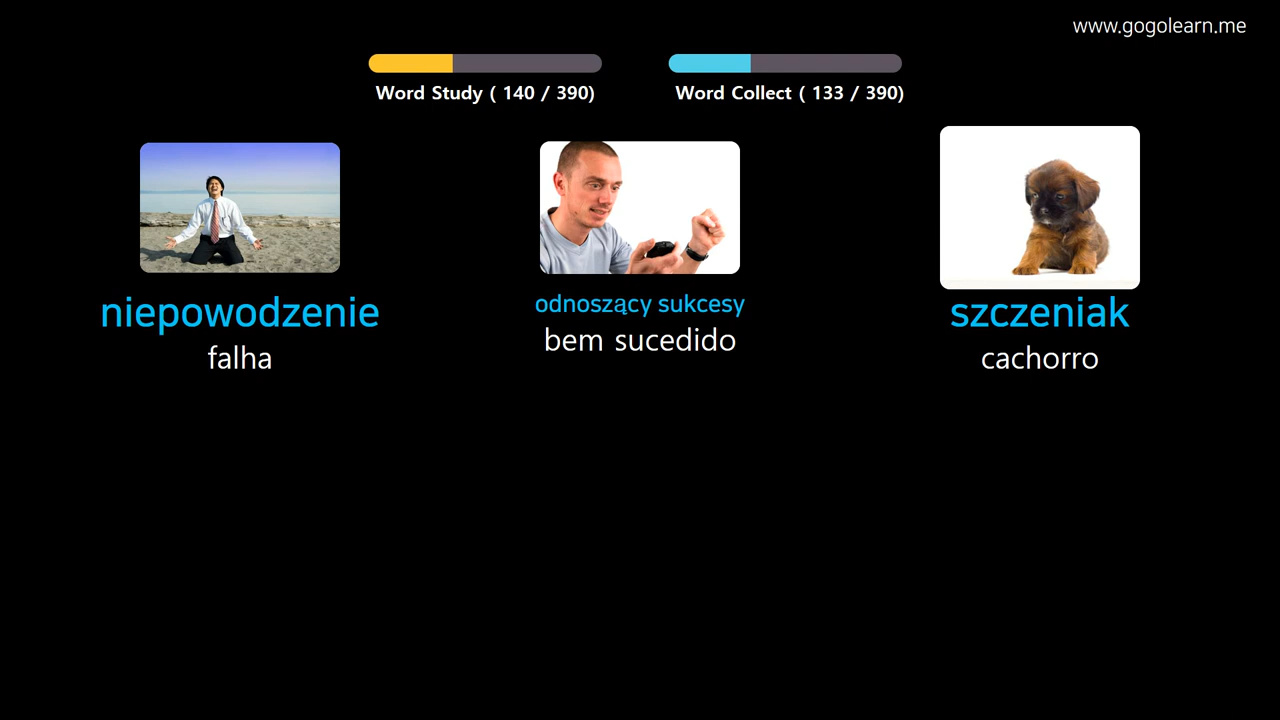 www.gogolearn.me
Word Study ( 140 / 390)
Word Collect ( 133 / 390)
niepowodzenie
falha
odnoszący sukcesy
bem sucedido
szczeniak
cachorro